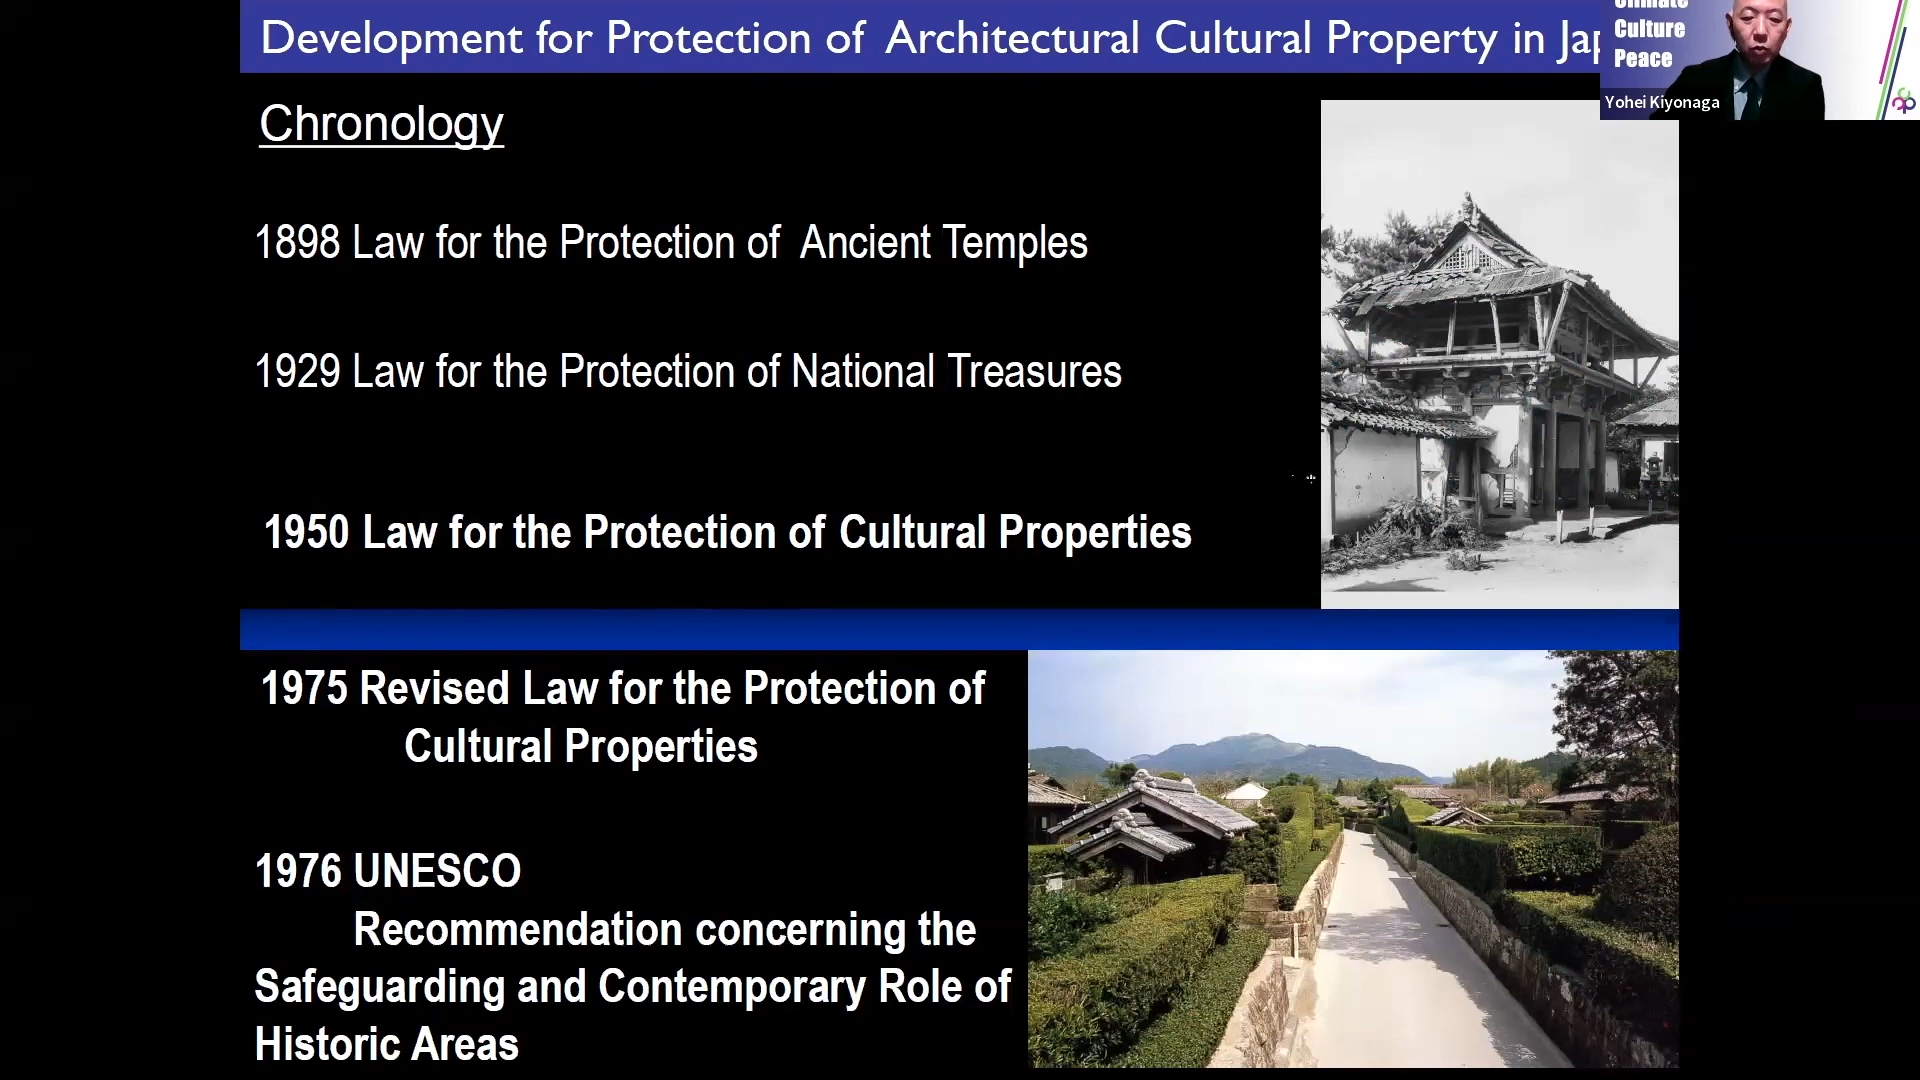 Development for Protection of Architectural Cultural Property in Jap
Climate
Culture
Peace
Yohei Kiyonaga
Chronology
1898 Law for the Protection of Ancient Temples
1929 Law for the Protection of National Treasures
1950 Law for the Protection of Cultural Properties
1975 Revised Law for the Protection of
Cultural Properties
1976 UNESCO
Recommendation concerning the
Safeguarding and Contemporary Role of
Historic Areas